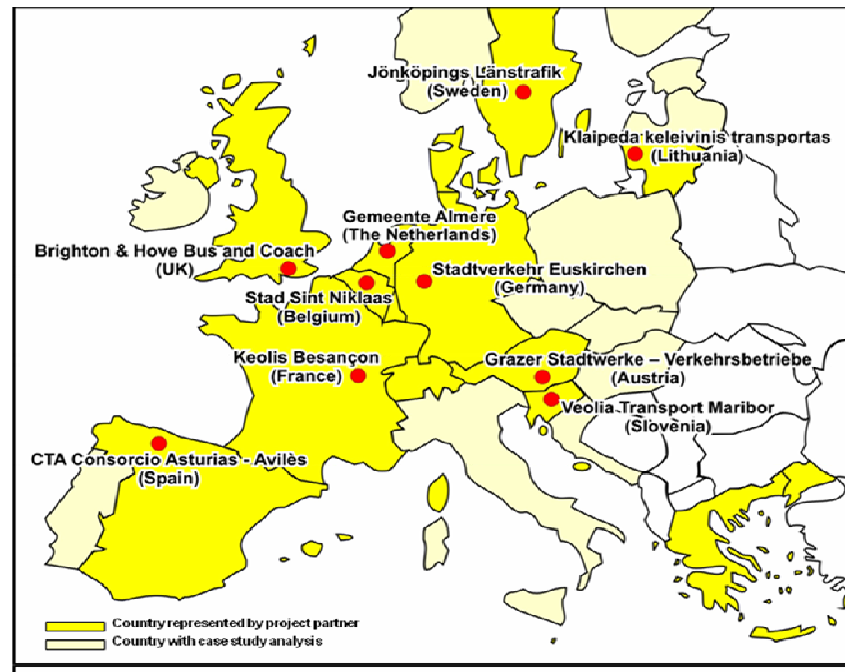 Jönköpings Länstrafik
(Sweden)
Klaipeda keleivinis transportas
(Lithuania)
Gemeente Almere
(The Netherlands)
Brighton & Hove Bus and Coach
(UK)
Stadtverkehr Euskirchen
(Germany)
Stad Sint Niklaas
(Belgium)
Keolis Besançon
(France)
Grazer Stadtwerke – Verkehrsbetriebe
(Austria)
Veolia Transport Maribor
(Slovenia)
CTA Consorcio Asturias - Avilès
(Spain)
Country represented by project partner
Country with case study analysis